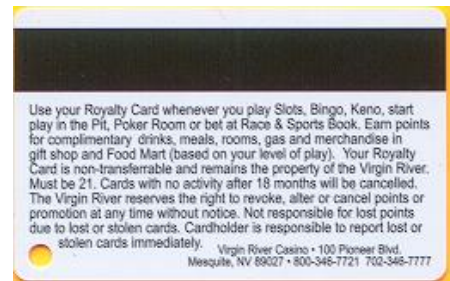 Use your Royalty Card whenever you play Slots, Bingo, Keno, start
play in the Pit, Poker Room or bet at Race & Sports Book. Earn points
for complimentary drinks, meals, rooms, gas and merchandise in
gift shop and Food Mart (based on your level of play). Your Royalty
Card is non-transferrable and remains the property of the Virgin River.
Must be 21. Cards with no activity after 18 months will be cancelled.
The Virgin River reserves the right to revoke, alter or cancel points or
promotion at any time without notice. Not responsible for lost points
due to lost or stolen cards. Cardholder is responsible to report lost or
stolen cards immediately. Virgin River Casino • 100 Pioneer Blvd.
Mesquite, NV 89027 • 800-346-7721 702-346-7777